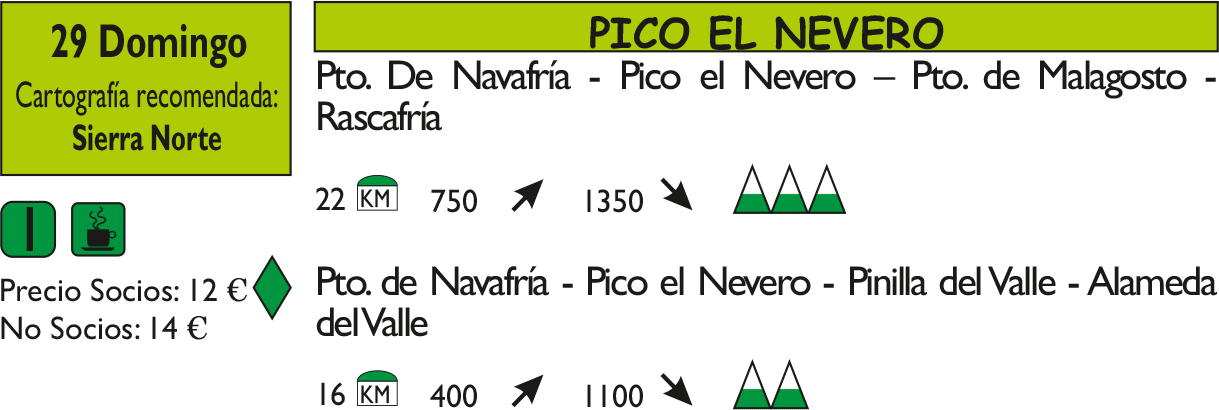 29 Domingo
Cartografía recomendada:
Sierra Norte
Precio Socios: 12 €
No Socios: 14 €
PICO EL NEVERO
Pto. De Navafría - Pico el Nevero – Pto. de Malagosto -
Rascafría
22 KM 750 1350
Pto. de Navafría - Pico el Nevero - Pinilla del Valle - Alameda
del Valle
16 KM 400 1100